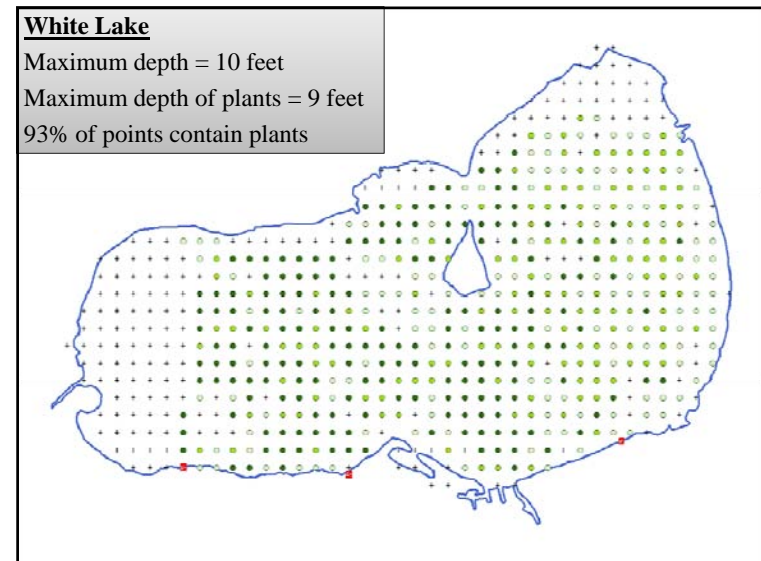 White Lake
Maximum depth = 10 feet
Maximum depth of plants = 9 feet
93% of points contain plants